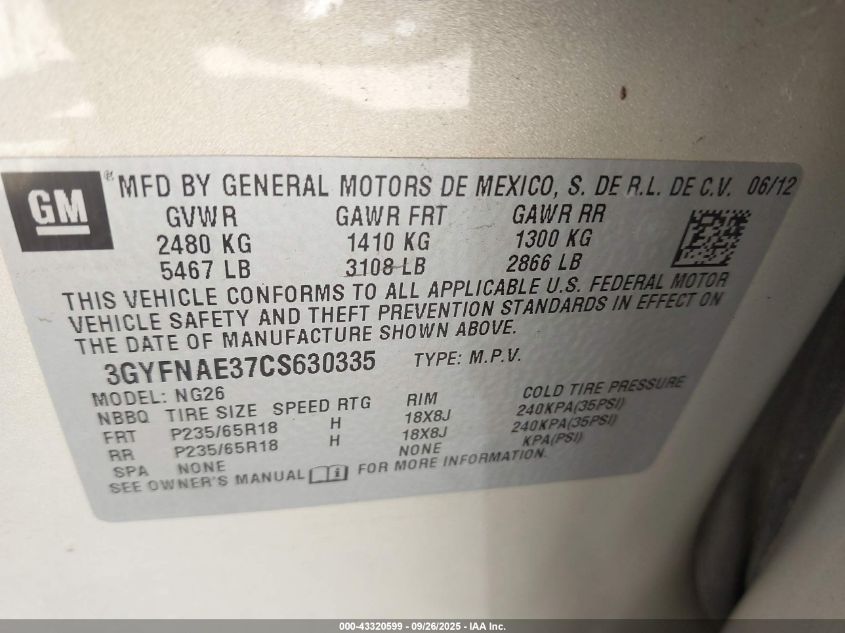 GM ® MFD BY GENERAL MOTORS DE MEXICO, S. DE R.L. DE C.V. 06/12
GVWR GAWR FRT GAWR RR
2480 KG 1410 KG 1300 KG
5467 LB 3108 LB 2866 LB
THIS VEHICLE CONFORMS TO ALL APPLICABLE U.S. FEDERAL MOTOR
VEHICLE SAFETY AND THEFT PREVENTION STANDARDS IN EFFECT ON
THE DATE OF MANUFACTURE SHOWN ABOVE.
3GYFNAE37CS630335 TYPE: M.P.V.
MODEL: NG26
NBBQ TIRE SIZE SPEED RTG RIM COLD TIRE PRESSURE
FRT P235/65R18 H 18X8J 240KPA(35PSI)
RR P235/65R18 H 18X8J 240KPA(35PSI)
SPA NONE NONE KPA(PSI)
SEE OWNER'S MANUAL FOR MORE INFORMATION.
000-43320599 - 09/26/2025 - IAA Inc.